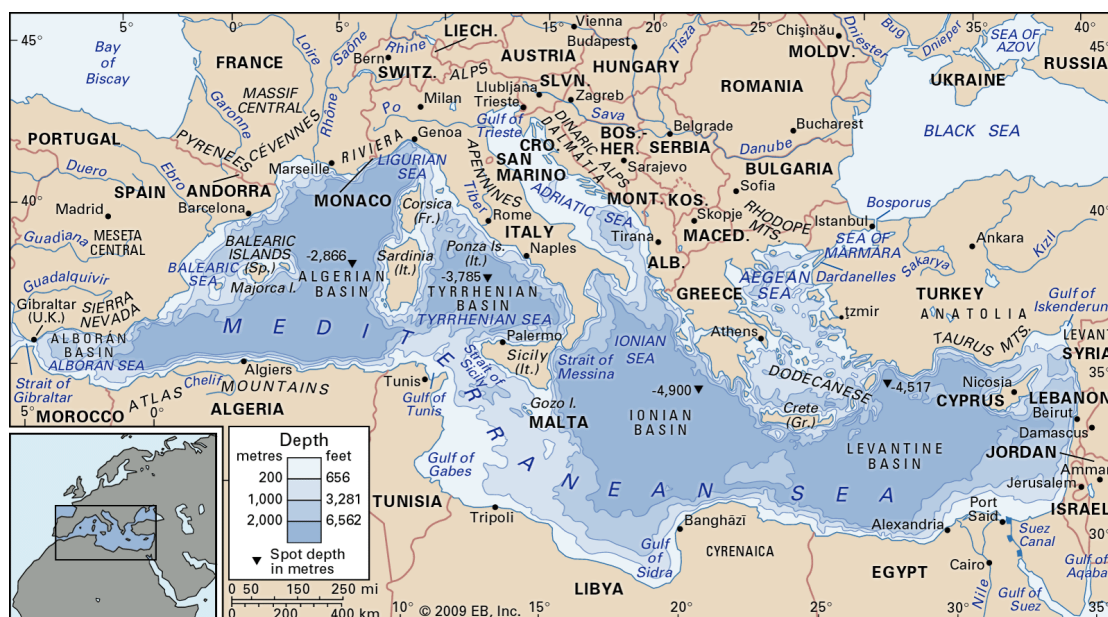 5°
0°
5°
10°
15°
20°
25°
30°
35°
40°
45°
Bay
of
Biscay
FRANCE
Loire
Saône
Rhine
Bern
SWITZ.
LIECH.
ALPS
AUSTRIA
Vienna
Budapest
HUNGARY
Tisza
Chişinău
MOLDV.
Dniester
Bug
Dnieper
SEA OF
AZOV
RUSSIA
UKRAINE
ROMANIA
MASSIF
CENTRAL
Garonne
Rhône
CÉVENNES
PYRENEES
Po
Milan
Llubljana
Trieste
SLVN.
Zagreb
Sava
Gulf of
Trieste
CRO.
DINARIC ALPS
DALMATIA
BOS.-
HER.
Belgrade
SERBIA
Sarajevo
Bucharest
Danube
BULGARIA
BLACK SEA
PORTUGAL
Duero
Ebro
SPAIN
ANDORRA
Barcelona
Madrid
MESETA
CENTRAL
Guadiana
Guadalquivir
Marseille
RIVIERA
Genoa
LIGURIAN
SEA
MONACO
APENNINES
SAN
MARINO
Tiber
Rome
ITALY
Naples
ADRIATIC SEA
MONT.
KOS.
Skopje
MACED.
Tirana
ALB.
Sofia
RHODOPE
MTS.
Istanbul
Bosporus
SEA OF
MARMARA
Dardanelles
Sakarya
Ankara
Kızıl
40°
40°
Corsica
(Fr.)
Sardinia
(It.)
Ponza Is.
(It.)
BALEARIC
ISLANDS
(Sp.)
BALEARIC
SEA
Majorca I.
-2,866
ALGERIAN
BASIN
-3,785
TYRRHENIAN
BASIN
TYRRHENIAN SEA
GREECE
AEGEAN
SEA
Athens
İzmir
TURKEY
ANATOLIA
TAURUS MTS.
Gulf of
Iskenderun
LEVANT
SYRIA
35°
Gibraltar
(U.K.)
SIERRA
NEVADA
ALBORÁN
BASIN
ALBORAN SEA
Strait of
Gibraltar
MEDITERRANEAN SEA
Palermo
Sicily
(It.)
Strait of
Sicily
Strait of
Messina
IONIAN
SEA
-4,900
IONIAN
BASIN
DODECANESE
Crete
(Gr.)
-4,517
Nicosia
CYPRUS
LEBANON
Beirut
Damascus
LEVANTINE
BASIN
JORDAN
Amman
Jerusalem
ISRAEL
5°
MOROCCO
0°
ATLAS MOUNTAINS
Chelif
Algiers
ALGERIA
Tunis
Gulf of
Tunis
Gozo I.
MALTA
Gulf of
Gabes
TUNISIA
Tripoli
Gulf
of
Sidra
Banghāzī
CYRENAICA
LIBYA
Alexandria
Port
Said
Suez
Canal
EGYPT
Cairo
Nile
Gulf of
Suez
Gulf of
Aqaba
30°
Depth
metres feet
200 656
1,000 3,281
2,000 6,562
Spot depth
in metres
0 50 150 250 mi
0 200 400 km
10°
© 2009 EB, Inc.
15°
20°
25°
30°
35°